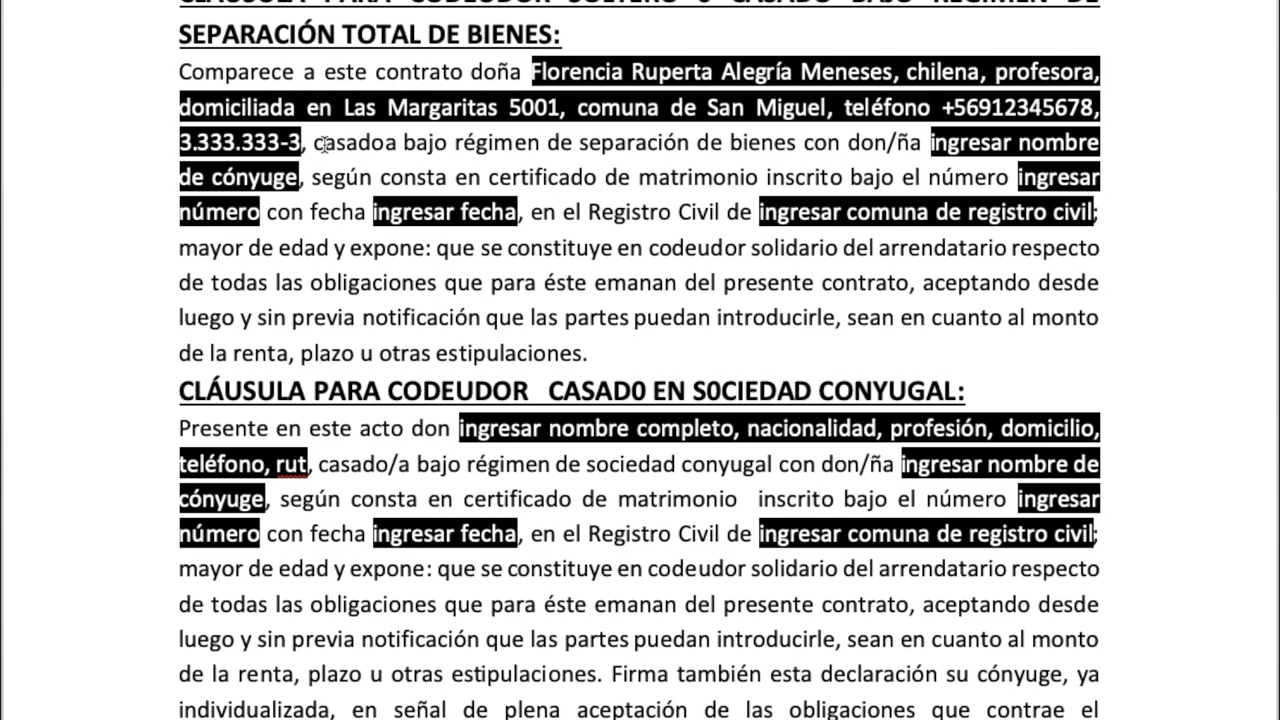 CLÁUSULA PARA CODEUDOR SOLTERO 0 CASADO BAJO RÉGIMEN DE
SEPARACIÓN TOTAL DE BIENES:
Comparece a este contrato doña Florencia Ruperta Alegría Meneses, chilena, profesora,
domiciliada en Las Margaritas 5001, comuna de San Miguel, teléfono +56912345678,
3.333.333-3, casadoa bajo régimen de separación de bienes con don/ña ingresar nombre
de cónyuge, según consta en certificado de matrimonio inscrito bajo el número ingresar
número con fecha ingresar fecha, en el Registro Civil de ingresar comuna de registro civil;
mayor de edad y expone: que se constituye en codeudor solidario del arrendatario respecto
de todas las obligaciones que para éste emanan del presente contrato, aceptando desde
luego y sin previa notificación que las partes puedan introducirle, sean en cuanto al monto
de la renta, plazo u otras estipulaciones.
CLÁUSULA PARA CODEUDOR CASAD0 EN S0CIEDAD CONYUGAL:
Presente en este acto don ingresar nombre completo, nacionalidad, profesión, domicilio,
teléfono, rut, casado/a bajo régimen de sociedad conyugal con don/ña ingresar nombre de
cónyuge, según consta en certificado de matrimonio inscrito bajo el número ingresar
número con fecha ingresar fecha, en el Registro Civil de ingresar comuna de registro civil;
mayor de edad y expone: que se constituye en codeudor solidario del arrendatario respecto
de todas las obligaciones que para éste emanan del presente contrato, aceptando desde
luego y sin previa notificación que las partes puedan introducirle, sean en cuanto al monto
de la renta, plazo u otras estipulaciones. Firma también esta declaración su cónyuge, ya
individualizada, en señal de plena aceptación de las obligaciones que contrae el